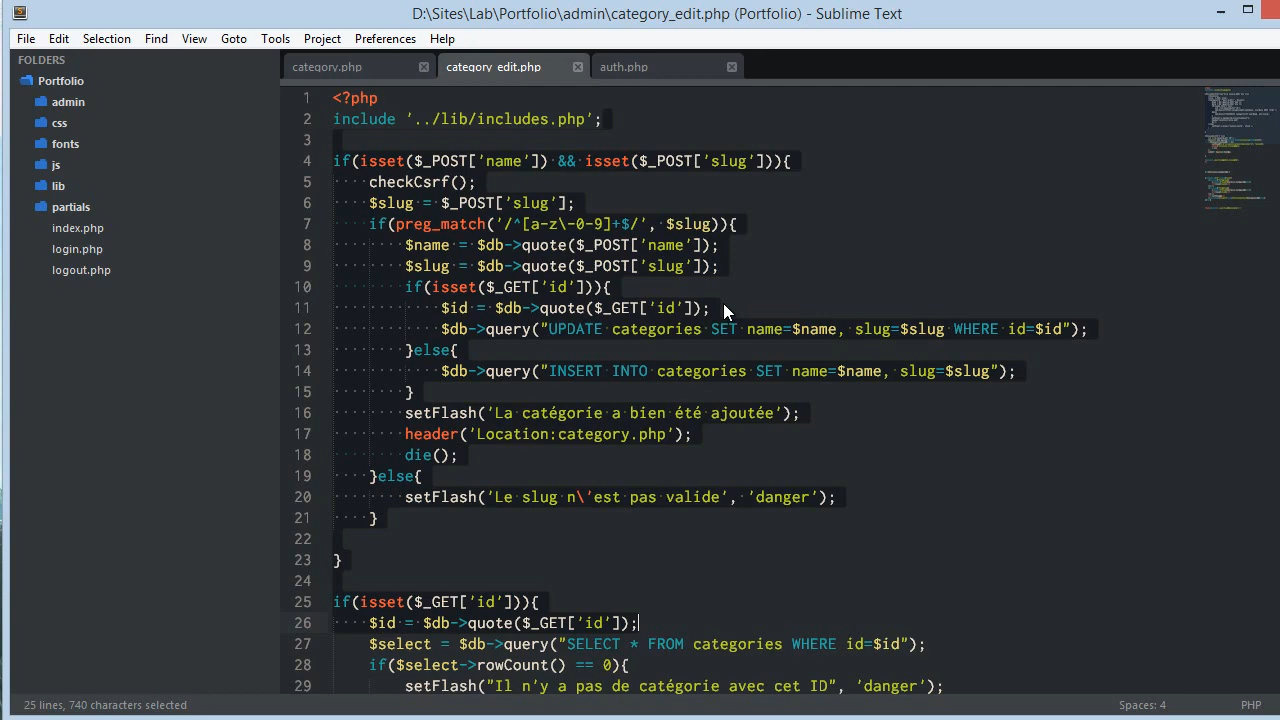 D:\Sites\Lab\Portfolio\admin\category_edit.php (Portfolio) - Sublime Text
File Edit Selection Find View Goto Tools Project Preferences Help
FOLDERS
Portfolio
admin
css
fonts
js
lib
partials
index.php
login.php
logout.php
category.php category_edit.php auth.php
1 <?php
2 include '../lib/includes.php';
3
4 if(isset($_POST['name']) && isset($_POST['slug'])){
5 checkCsrf();
6 $slug = $_POST['slug'];
7 if(preg_match('/^[a-z\-0-9]+$/', $slug)){
8 $name = $db->quote($_POST['name']);
9 $slug = $db->quote($_POST['slug']);
10 if(isset($_GET['id'])){
11 $id = $db->quote($_GET['id']);
12 $db->query("UPDATE categories SET name=$name, slug=$slug WHERE id=$id");
13 }else{
14 $db->query("INSERT INTO categories SET name=$name, slug=$slug");
15 }
16 setFlash('La catégorie a bien été ajoutée');
17 header('Location:category.php');
18 die();
19 }else{
20 setFlash('Le slug n\'est pas valide', 'danger');
21 }
22
23 }
24
25 if(isset($_GET['id'])){
26 $id = $db->quote($_GET['id']);
27 $select = $db->query("SELECT * FROM categories WHERE id=$id");
28 if($select->rowCount() == 0){
29 setFlash("Il n'y a pas de catégorie avec cet ID", 'danger');
25 lines, 740 characters selected Spaces: 4 PHP